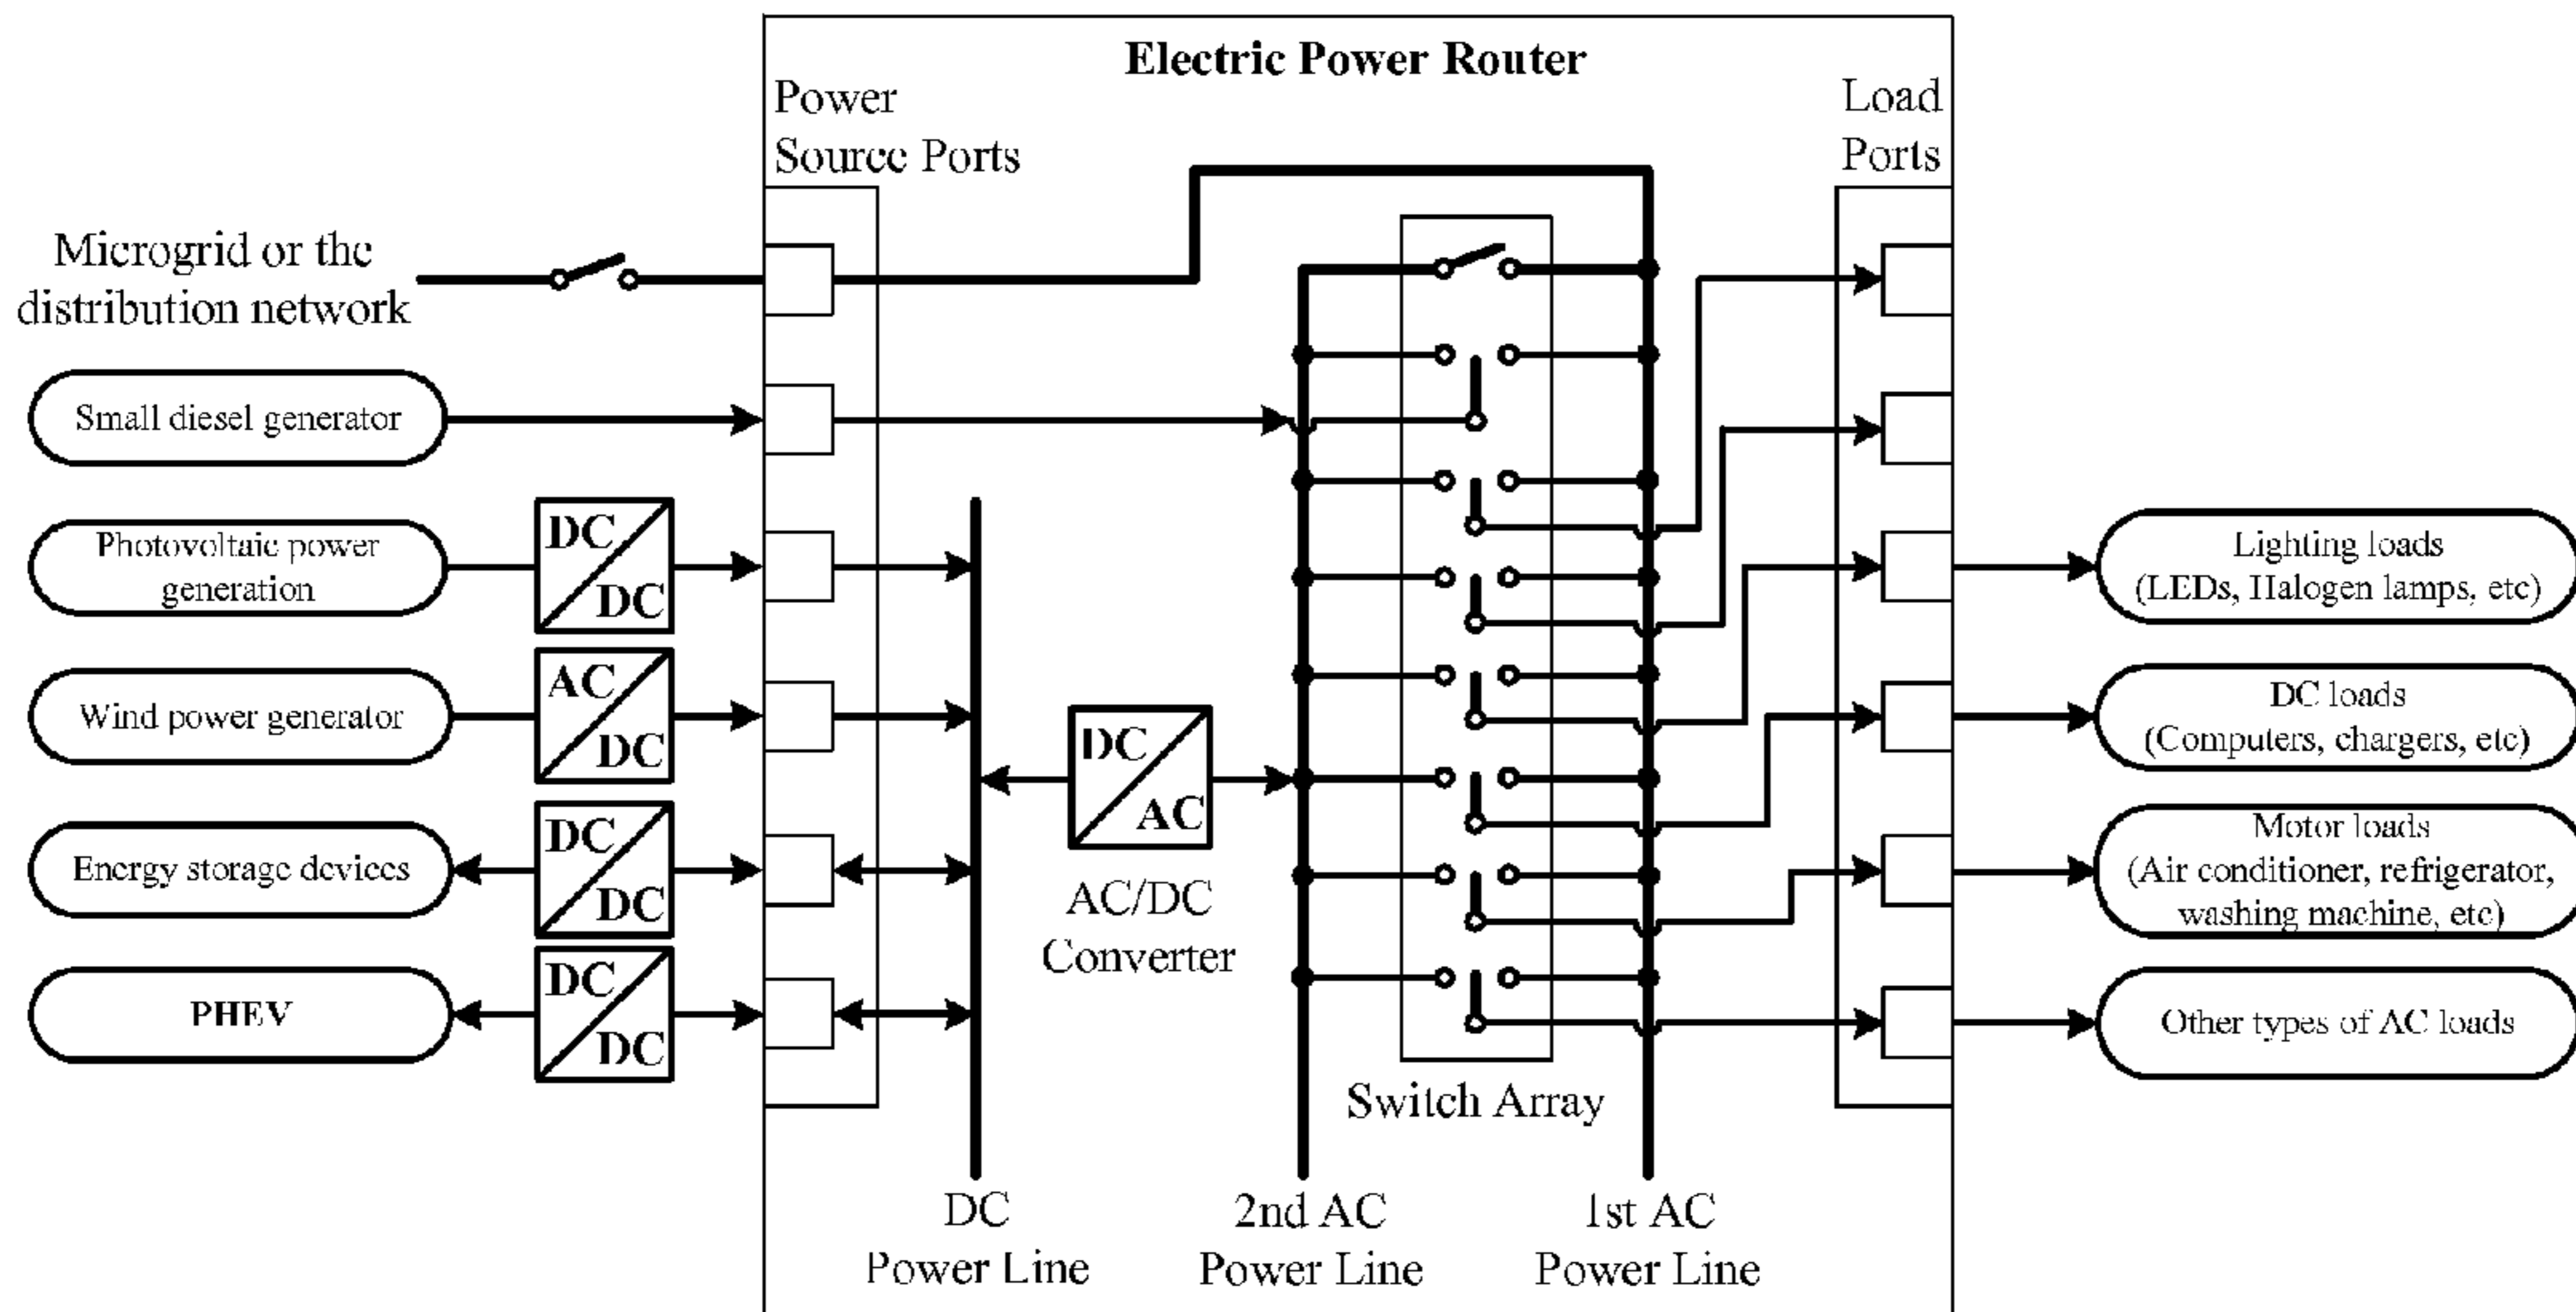 Electric Power Router
Power
Source Ports
Load
Ports
Microgrid or the
distribution network
Small diesel generator
Photovoltaic power
generation
DC
DC
Wind power generator
AC
DC
Energy storage devices
DC
DC
PHEV
DC
DC
DC
AC
AC/DC
Converter
Switch Array
Lighting loads
(LEDs, Halogen lamps, etc)
DC loads
(Computers, chargers, etc)
Motor loads
(Air conditioner, refrigerator,
washing machine, etc)
Other types of AC loads
DC
Power Line
2nd AC
Power Line
1st AC
Power Line